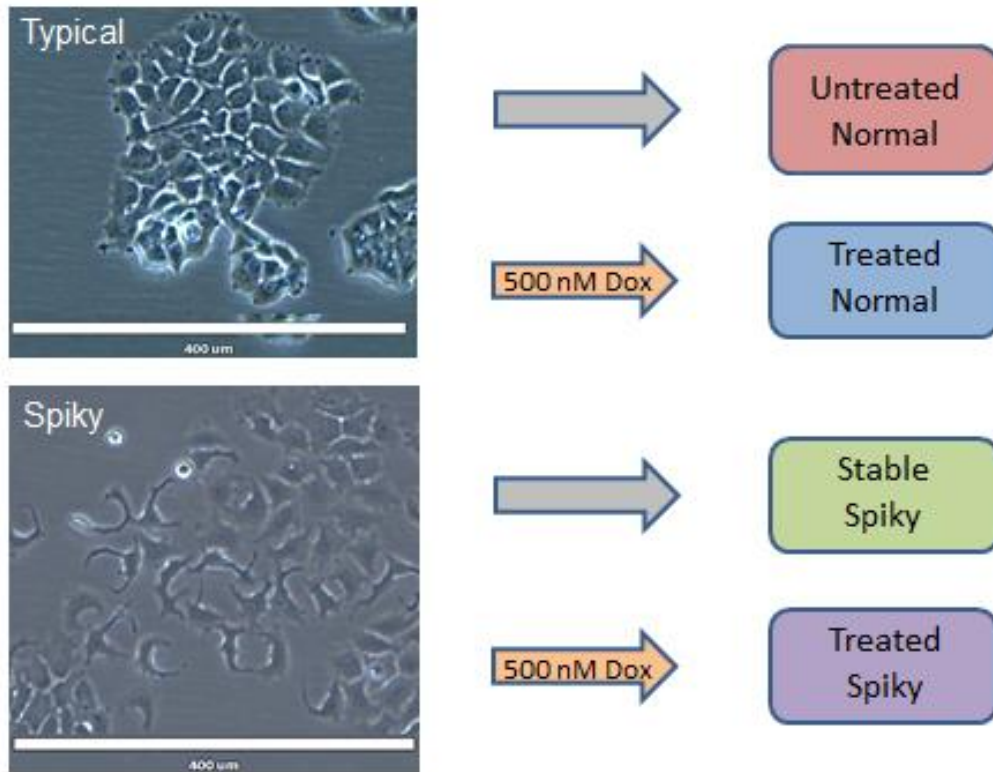 Typical
400 um
Untreated
Normal
500 nM Dox
Treated
Normal
Spiky
400 um
Stable
Spiky
500 nM Dox
Treated
Spiky